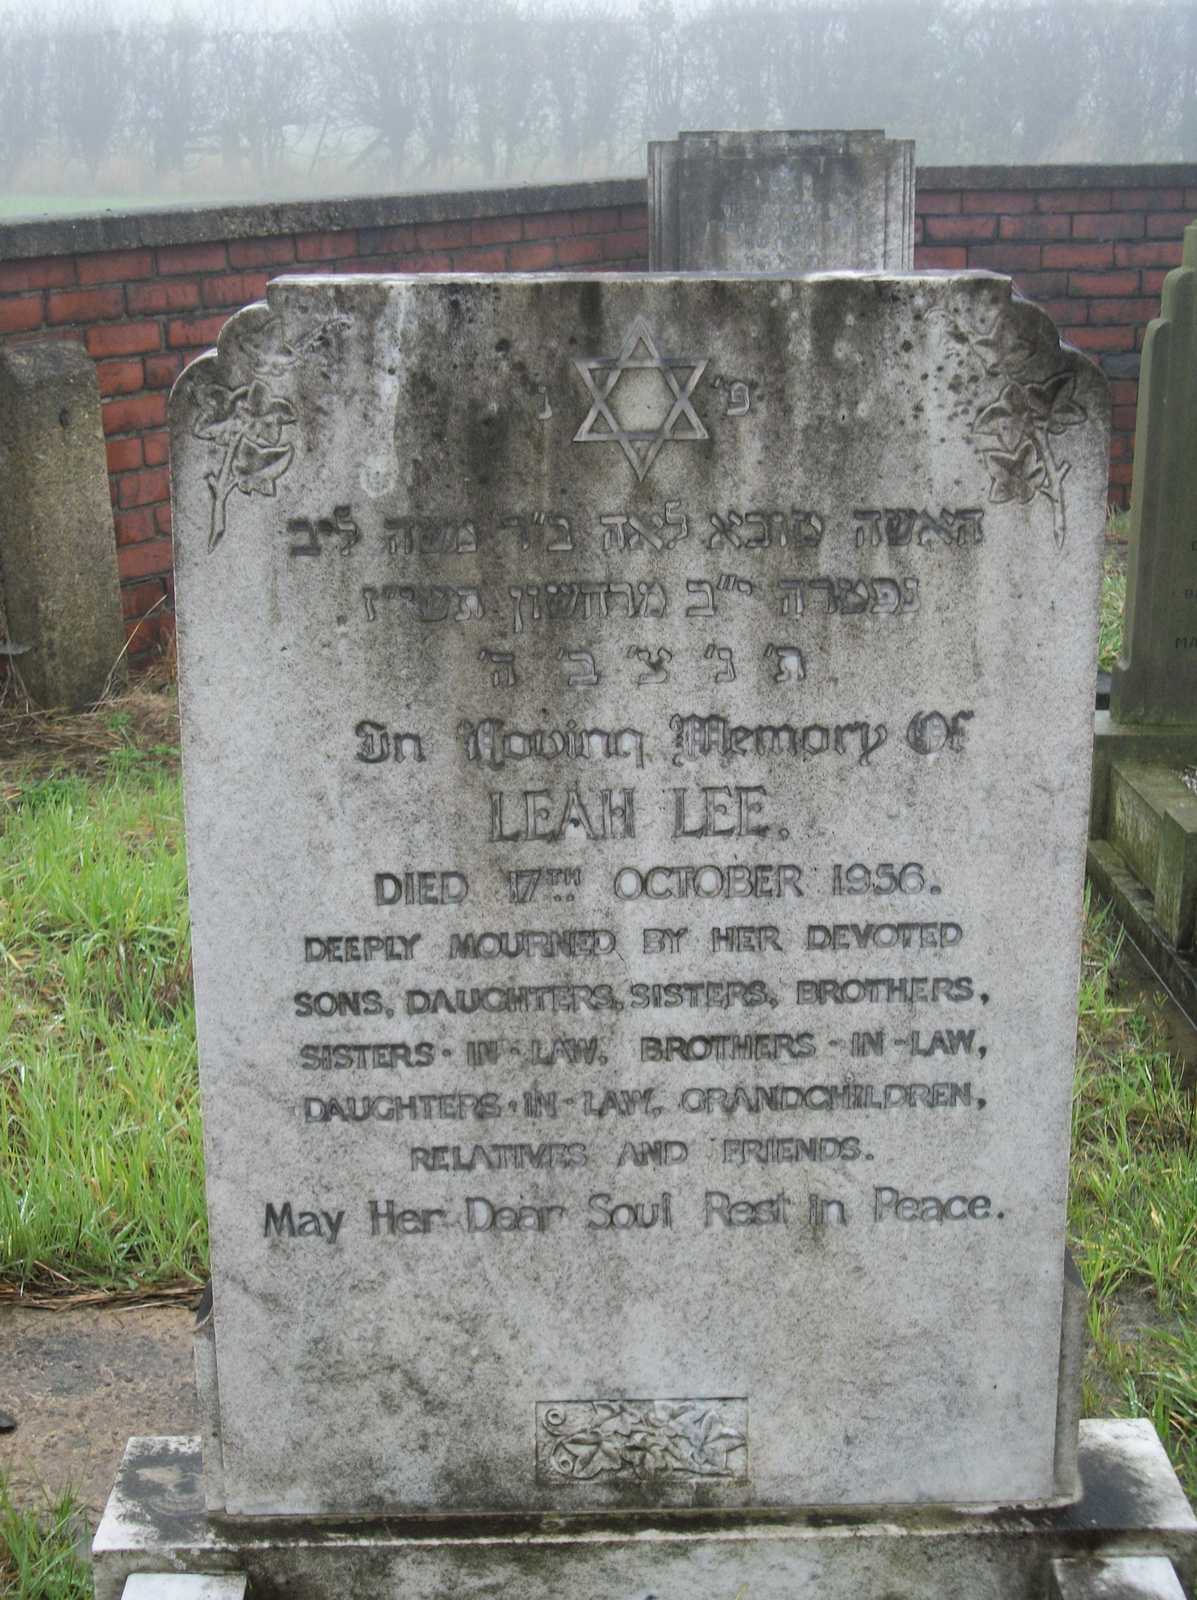 פ' נ
האשה טובא לאה ב"ר משה ליב
נפטרה י"ב מרחשון תשי"ז
ת' נ' צ' ב' ה'
In Loving Memory Of
LEAH LEE.
DIED 17TH OCTOBER 1956.
DEEPLY MOURNED BY HER DEVOTED
SONS, DAUGHTERS, SISTERS, BROTHERS,
SISTERS-IN-LAW, BROTHERS-IN-LAW,
DAUGHTERS-IN-LAW, GRANDCHILDREN,
RELATIVES AND FRIENDS.
May Her Dear Soul Rest In Peace.